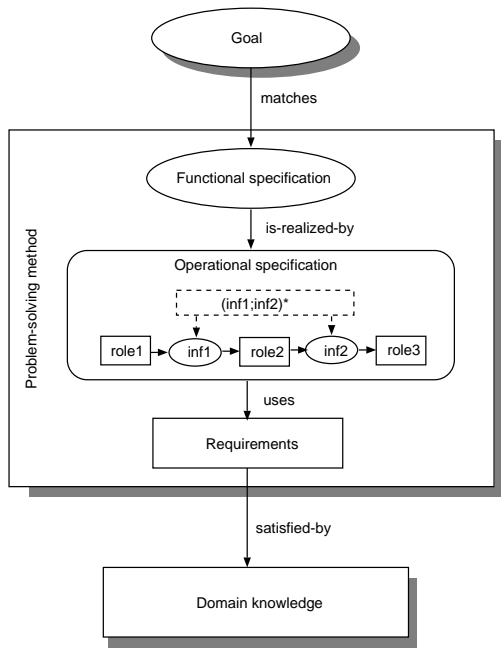 Goal
matches
Problem-solving method
Functional specification
is-realized-by
Operational specification
(inf1;inf2)*
role1
inf1
role2
inf2
role3
uses
Requirements
satisfied-by
Domain knowledge